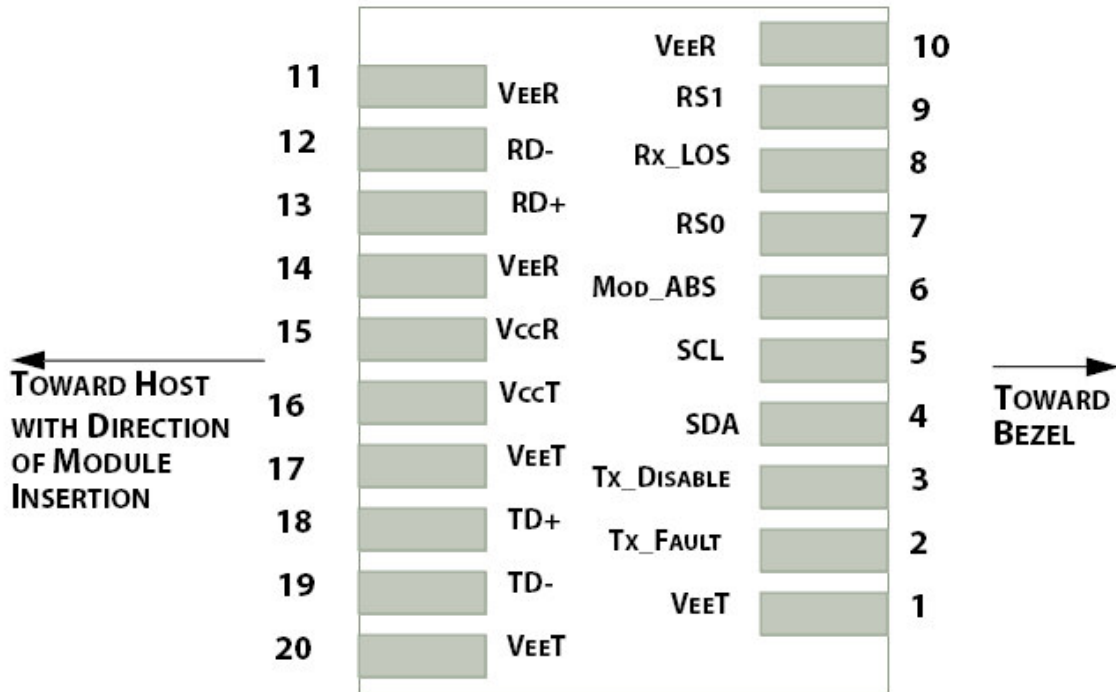 VEER 10
11 VEER
RS1 9
12 RD-
Rx_LOS 8
13 RD+
RS0 7
14 VEER
MOD_ABS 6
15 VCCR
SCL 5
TOWARD HOST
WITH DIRECTION
OF MODULE
INSERTION
16 VCCT
TOWARD
BEZEL
SDA 4
17 VEET
TX_DISABLE 3
18 TD+
TX_FAULT 2
19 TD-
VEET 1
20 VEET